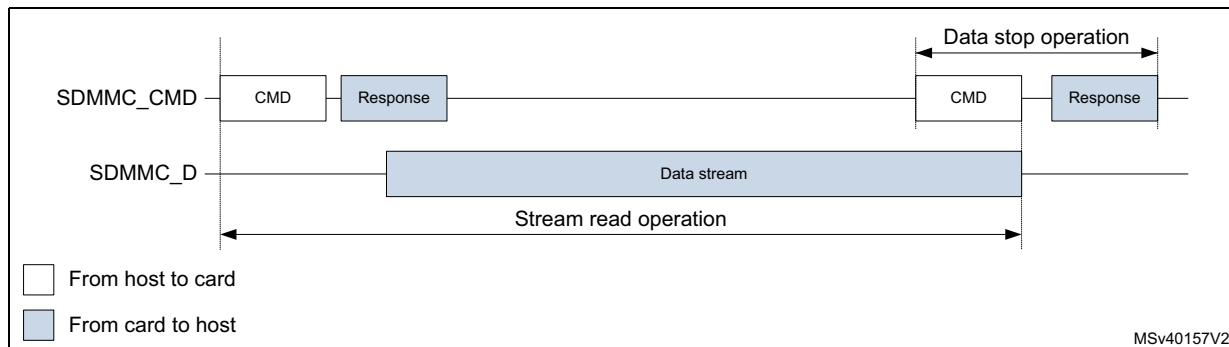 Data stop operation
SDMMC_CMD CMD Response CMD Response
SDMMC_D Data stream
Stream read operation
From host to card
From card to host
MSv40157V2